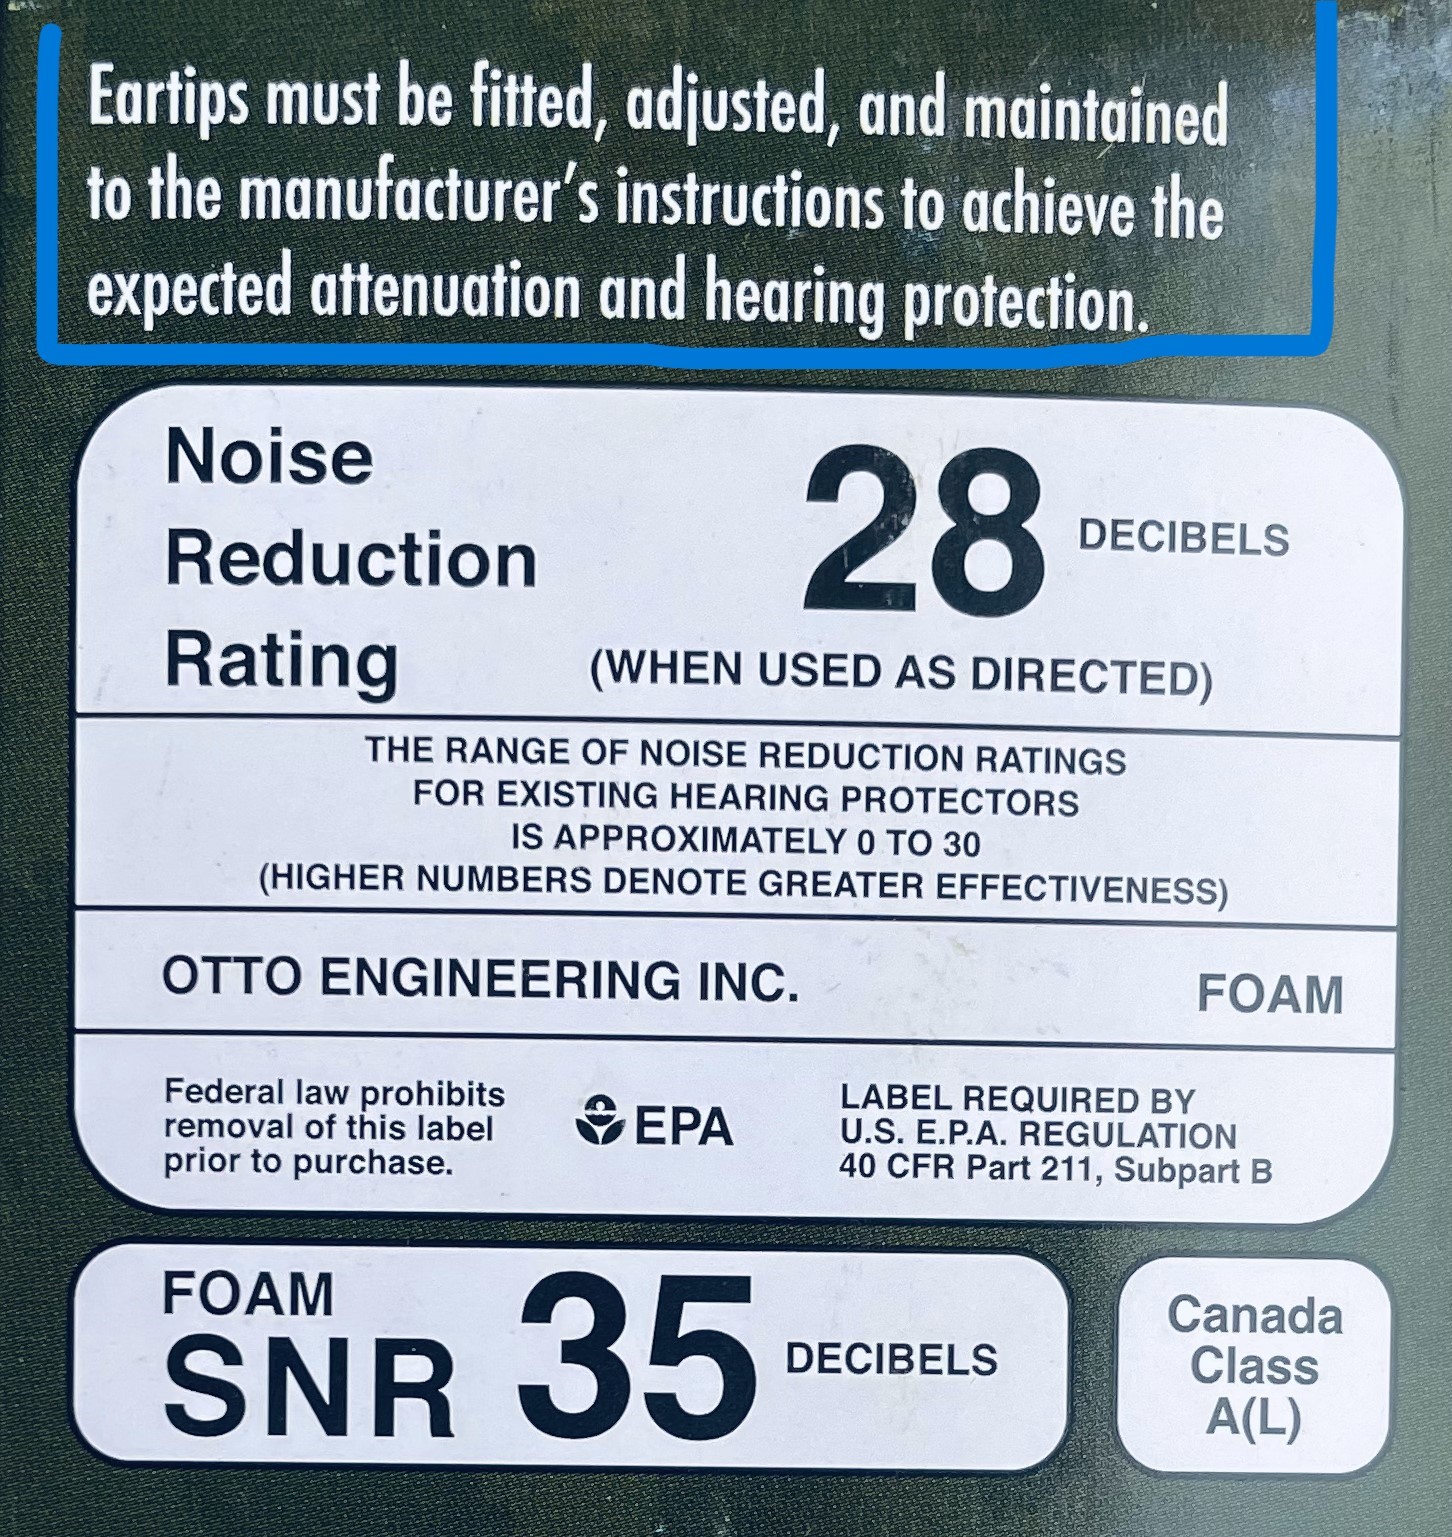 Eartips must be fitted, adjusted, and maintained
to the manufacturer's instructions to achieve the
expected attenuation and hearing protection.
Noise
Reduction
Rating
28 DECIBELS
(WHEN USED AS DIRECTED)
THE RANGE OF NOISE REDUCTION RATINGS
FOR EXISTING HEARING PROTECTORS
IS APPROXIMATELY 0 TO 30
(HIGHER NUMBERS DENOTE GREATER EFFECTIVENESS)
OTTO ENGINEERING INC. FOAM
Federal law prohibits
removal of this label
prior to purchase.
EPA
LABEL REQUIRED BY
U.S. E.P.A. REGULATION
40 CFR Part 211, Subpart B
FOAM
SNR 35 DECIBELS
Canada
Class
A(L)